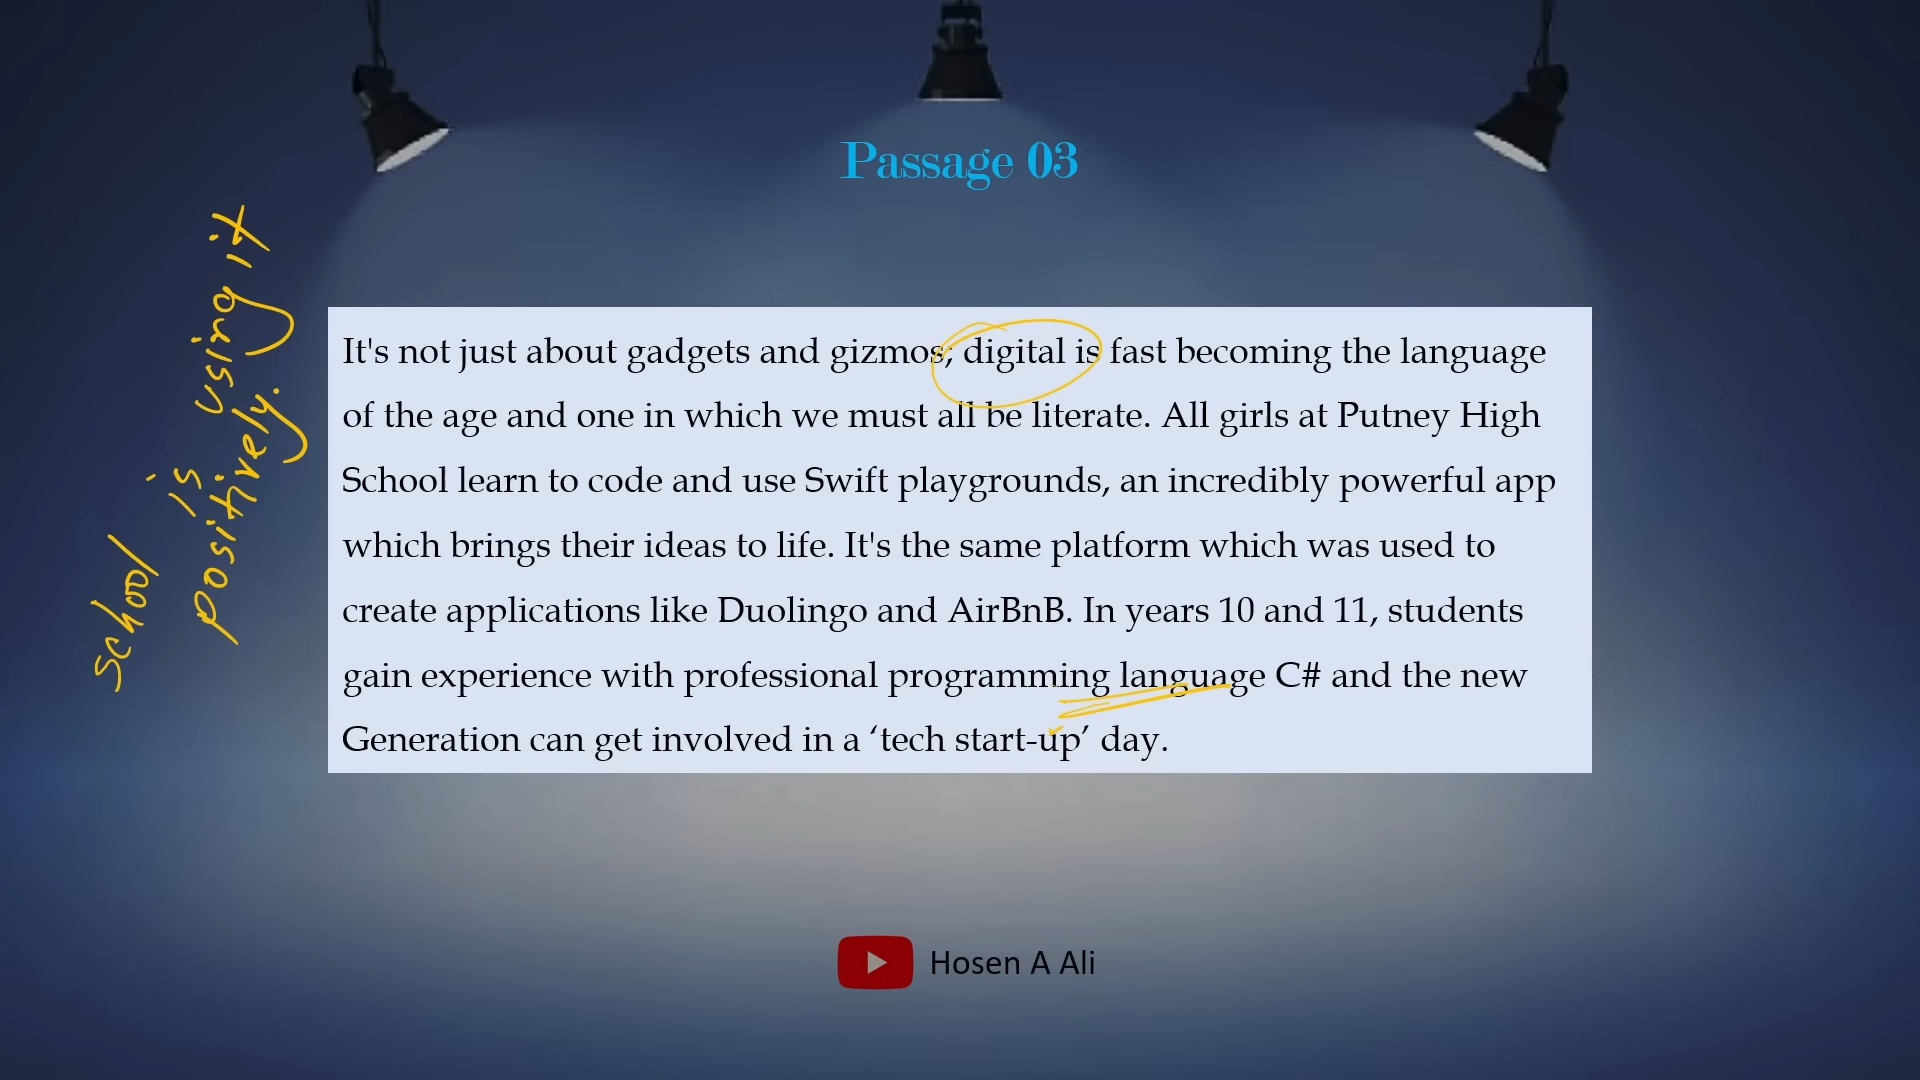 Passage 03
It's not just about gadgets and gizmos; digital is fast becoming the language
of the age and one in which we must all be literate. All girls at Putney High
School learn to code and use Swift playgrounds, an incredibly powerful app
which brings their ideas to life. It's the same platform which was used to
create applications like Duolingo and AirBnB. In years 10 and 11, students
gain experience with professional programming language C# and the new
Generation can get involved in a ‘tech start-up’ day.
school is using it
positively.
Hosen A Ali